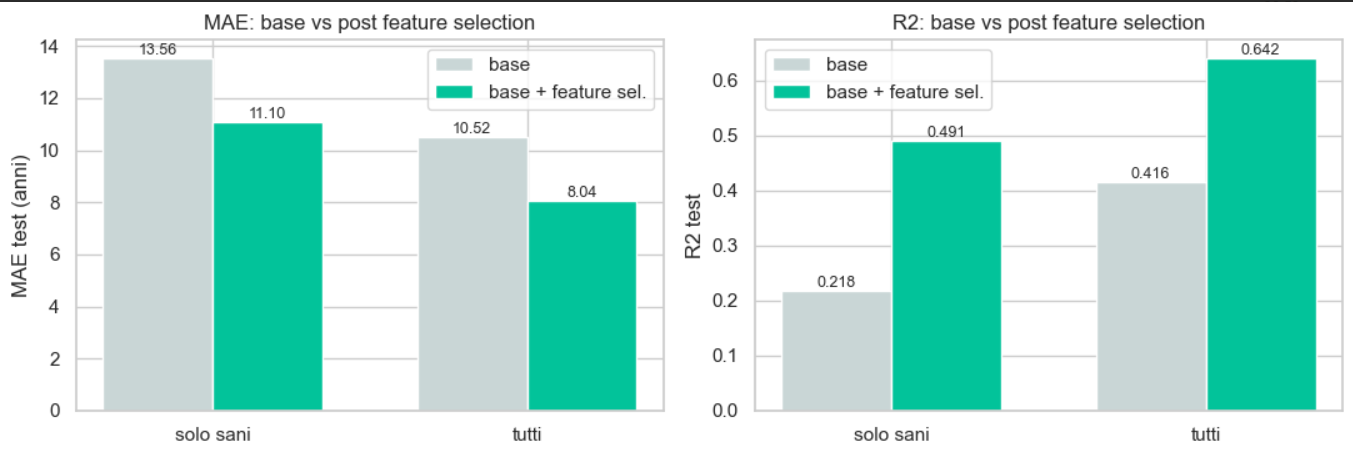 MAE: base vs post feature selection
MAE test (anni)
14
12
10
8
6
4
2
0
13.56
11.10
10.52
8.04
base
base + feature sel.
solo sani
tutti
R2: base vs post feature selection
R2 test
0.6
0.5
0.4
0.3
0.2
0.1
0.0
0.218
0.491
0.416
0.642
base
base + feature sel.
solo sani
tutti